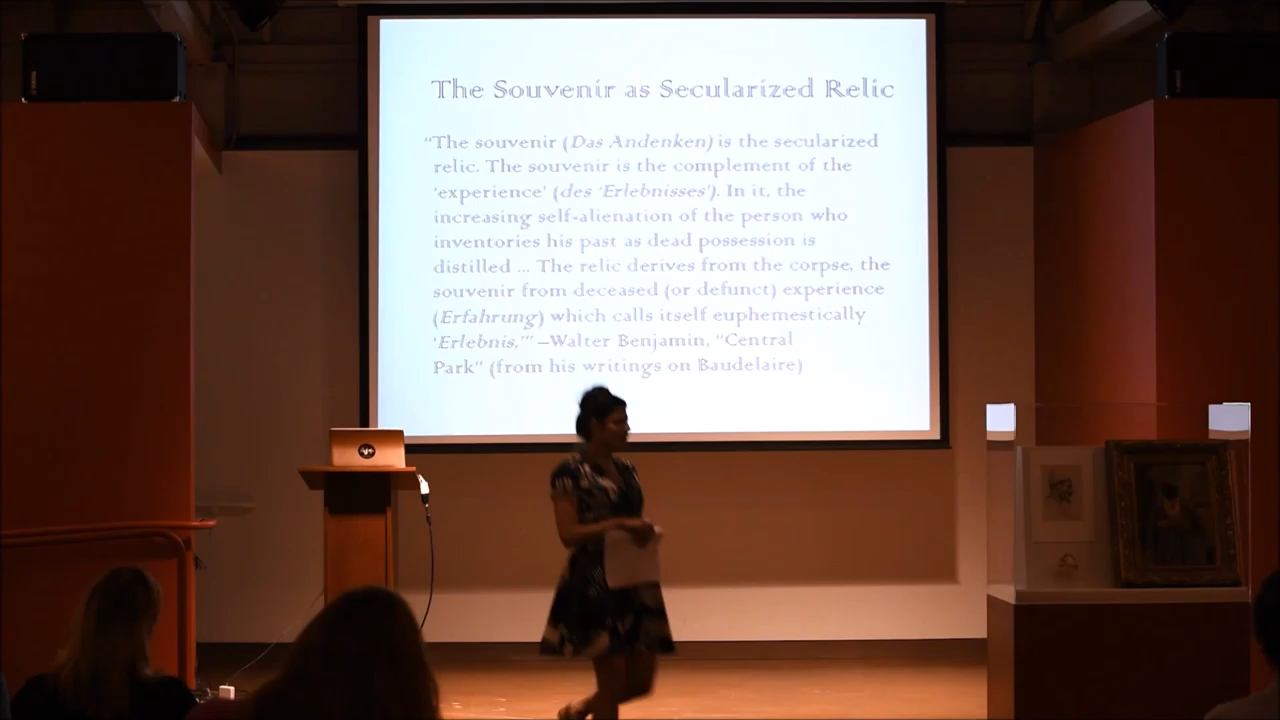 The Souvenir as Secularized Relic
"The souvenir (Das Andenken) is the secularized
relic. The souvenir is the complement of the
'experience' (des 'Erlebnisses'). In it, the
increasing self-alienation of the person who
inventories his past as dead possession is
distilled ... The relic derives from the corpse, the
souvenir from deceased (or defunct) experience
(Erfahrung) which calls itself euphemestically
'Erlebnis.'" –Walter Benjamin, "Central
Park" (from his writings on Baudelaire)